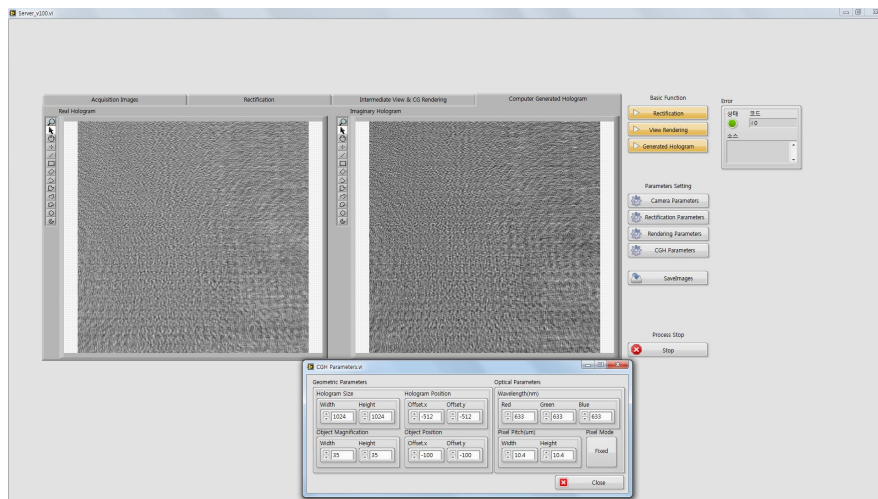 Server_v100.vi
Acquisition Images
Rectification
Intermediate View & CG Rendering
Computer Generated Hologram
Real Hologram
Imaginary Hologram
Basic Function
Rectification
View Rendering
Generated Hologram
Error
상태
코드
0
소스
Parameters Setting
Camera Parameters
Rectification Parameters
Rendering Parameters
CGH Parameters
SaveImages
Process Stop
Stop
CGH Parameters.vi
Geometric Parameters
Optical Parameters
Hologram Size
Hologram Position
Wavelength(nm)
Width Height
Offset.x Offset.y
Red Green Blue
1024 1024
-512 -512
633 633 633
Object Magnification
Object Position
Pixel Pitch(um)
Pixel Mode
Width Height
Offset.x Offset.y
Width Height
35 35
-100 -100
10.4 10.4
Fixed
Close